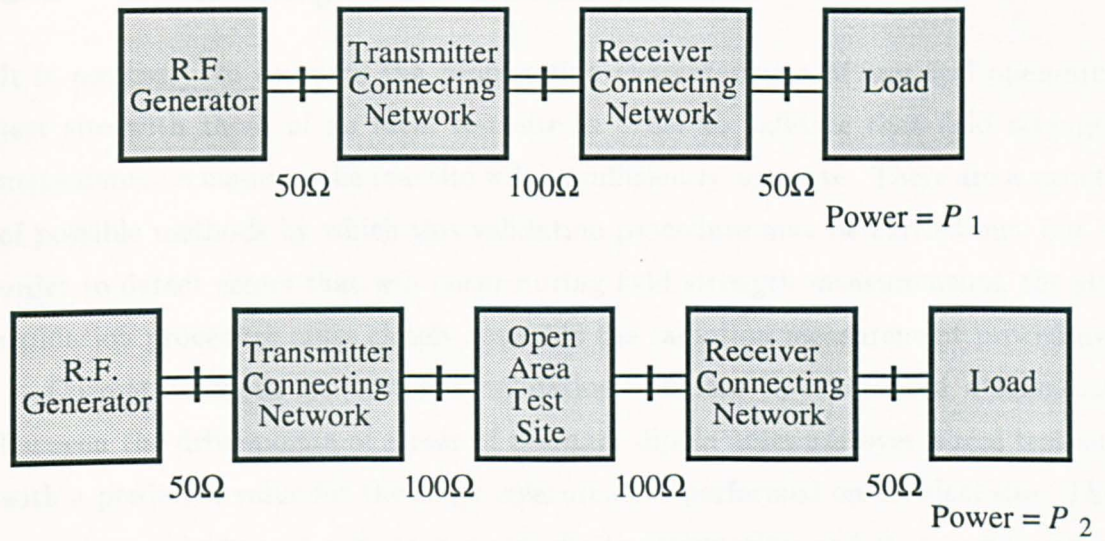 R.F.
Generator
Transmitter
Connecting
Network
Receiver
Connecting
Network
Load
50Ω
100Ω
50Ω
Power = P 1
R.F.
Generator
Transmitter
Connecting
Network
Open
Area
Test
Site
Receiver
Connecting
Network
Load
50Ω
100Ω
100Ω
50Ω
Power = P 2